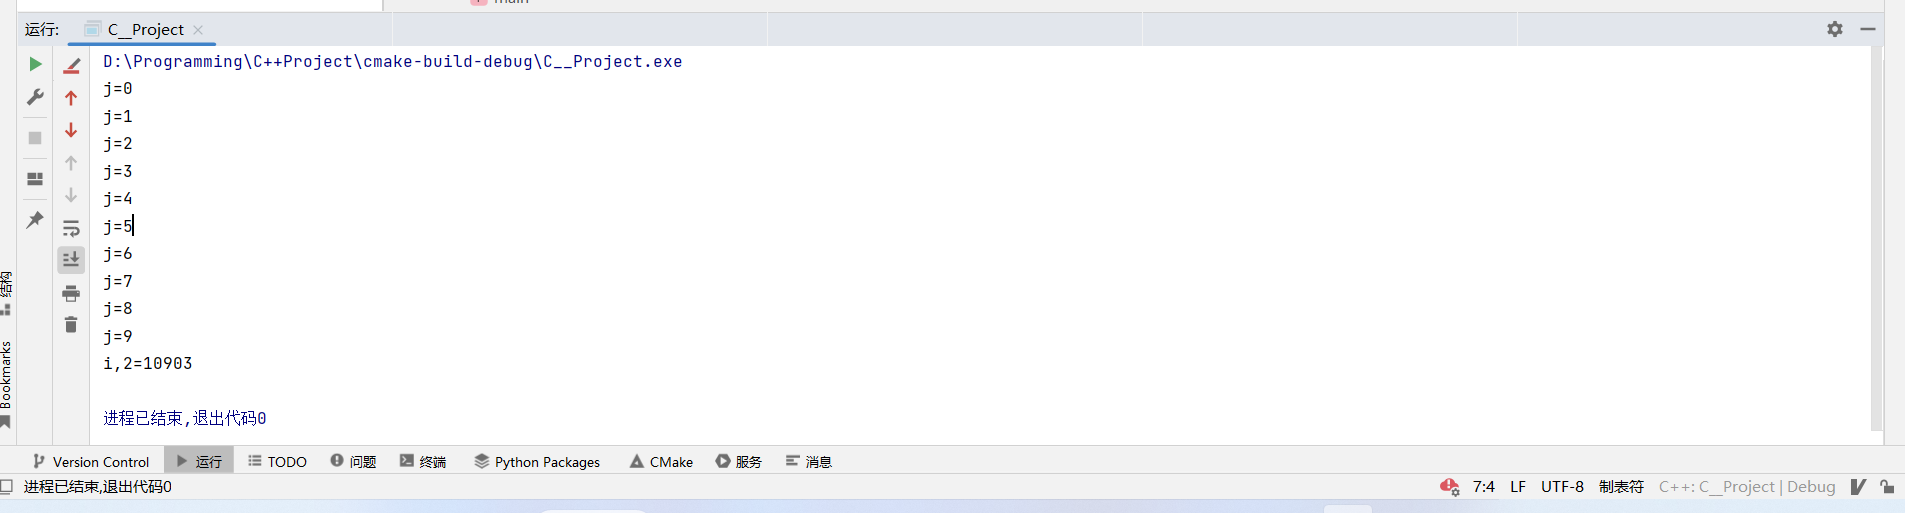 main
运行: C__Project
D:\Programming\C++Project\cmake-build-debug\C__Project.exe
j=0
j=1
j=2
j=3
j=4
j=5
j=6
j=7
j=8
j=9
i,2=10903
进程已结束,退出代码0
结构
Bookmarks
Version Control 运行 TODO 问题 终端 Python Packages CMake 服务 消息
进程已结束,退出代码0 7:4 LF UTF-8 制表符 C++: C__Project | Debug